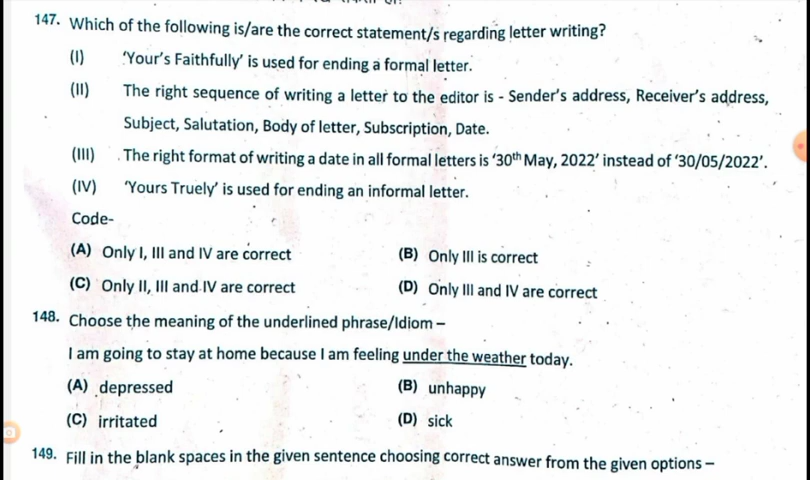 147. Which of the following is/are the correct statement/s regarding letter writing?
(I) 'Your's Faithfully' is used for ending a formal letter.
(II) The right sequence of writing a letter to the editor is - Sender's address, Receiver's address,
Subject, Salutation, Body of letter, Subscription, Date.
(III) The right format of writing a date in all formal letters is '30th May, 2022' instead of '30/05/2022'.
(IV) 'Yours Truely' is used for ending an informal letter.
Code-
(A) Only I, III and IV are correct (B) Only III is correct
(C) Only II, III and IV are correct (D) Only III and IV are correct
148. Choose the meaning of the underlined phrase/Idiom –
I am going to stay at home because I am feeling under the weather today.
(A) depressed (B) unhappy
(C) irritated (D) sick
149. Fill in the blank spaces in the given sentence choosing correct answer from the given options –